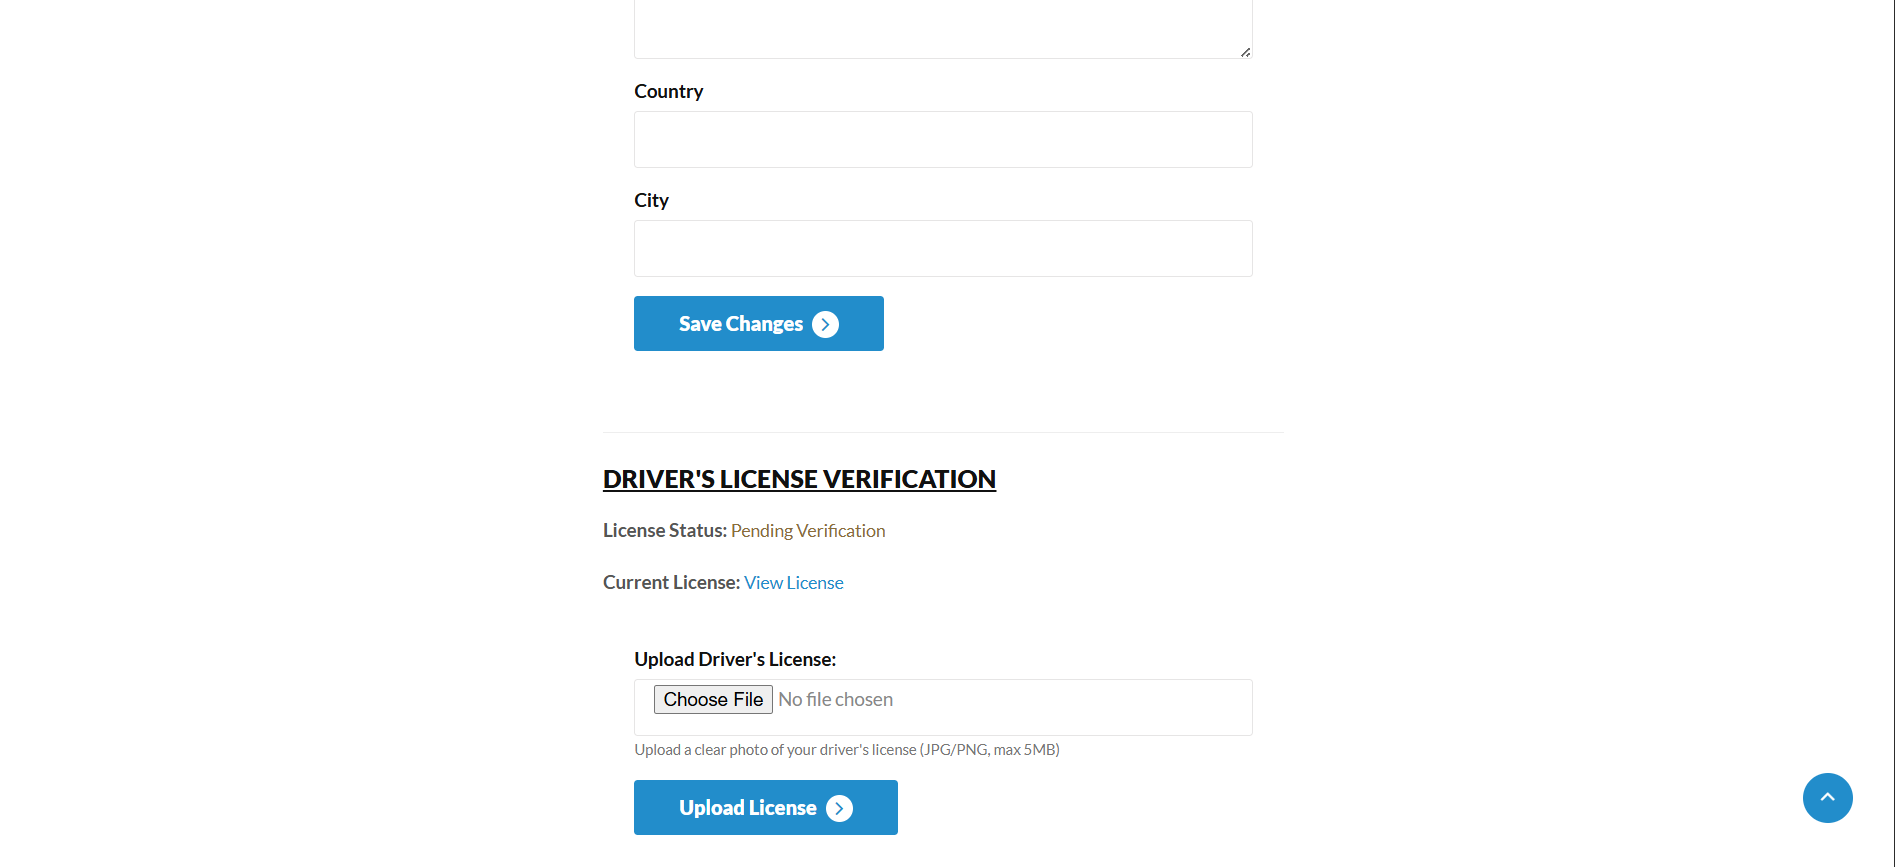 Country
City
Save Changes
DRIVER'S LICENSE VERIFICATION
License Status: Pending Verification
Current License: View License
Upload Driver's License:
Choose File No file chosen
Upload a clear photo of your driver's license (JPG/PNG, max 5MB)
Upload License